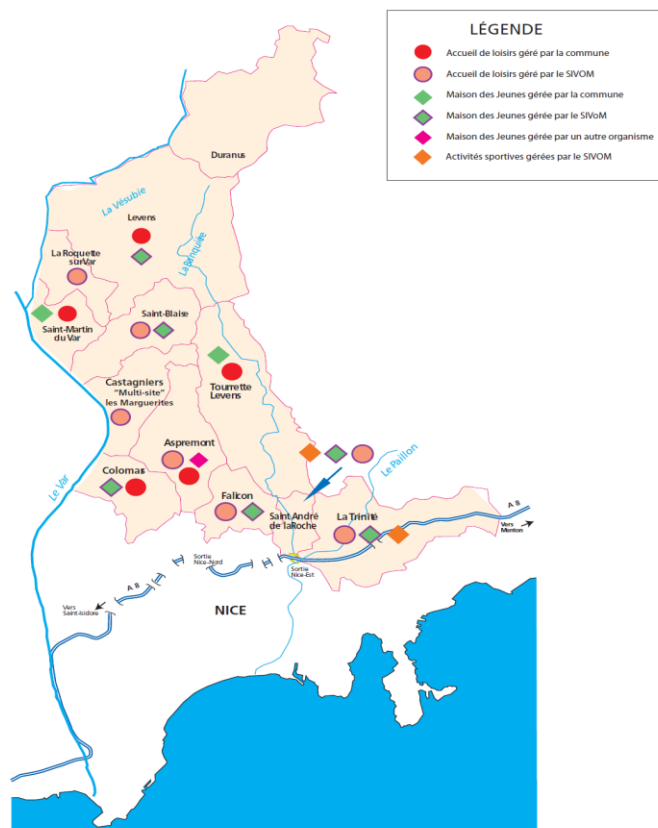 LÉGENDE
Accueil de loisirs géré par la commune
Accueil de loisirs géré par le SIVOM
Maison des Jeunes gérée par la commune
Maison des Jeunes gérée par le SIVoM
Maison des Jeunes gérée par un autre organisme
Activités sportives gérées par le SIVOM
Duranus
La Vésubie
Levens
La Banquière
La Roquette
surVar
Saint-Martin
du Var
Saint-Blaise
Tourrette
Levens
Castagniers
"Multi-site"
les Marguerites
Aspremont
Le Paillon
Colomars
Le Var
Falicon
Saint André
de laRoche
La Trinité
A 8
Vers
Menton
Sortie
Nice-Nord
Sortie
Nice-Est
A 8
Vers
Saint-Isidore
NICE